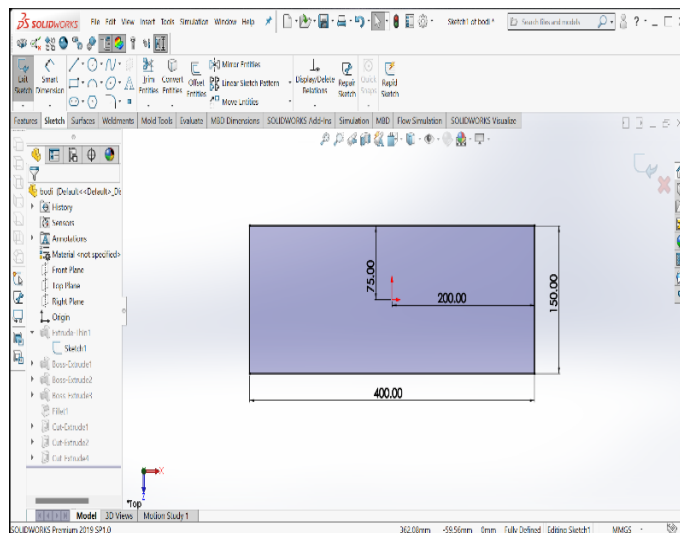 SOLIDWORKS
File Edit View Insert Tools Simulation Window Help
Sketch1 of bodi *
Search files and models
Exit Sketch
Smart Dimension
Trim Entities
Convert Entities
Offset Entities
Mirror Entities
Linear Sketch Pattern
Move Entities
Display/Delete Relations
Repair Sketch
Quick Snaps
Rapid Sketch
Features Sketch Surfaces Weldments Mold Tools Evaluate MBD Dimensions SOLIDWORKS Add-Ins Simulation MBD Flow Simulation SOLIDWORKS Visualize
bodi (Default<<Default>_Dis
History
Sensors
Annotations
Material <not specified>
Front Plane
Top Plane
Right Plane
Origin
Extrude-Thin1
Sketch1
Boss-Extrude1
Boss-Extrude2
Boss-Extrude3
Fillet1
Cut-Extrude1
Cut-Extrude2
Cut-Extrude4
75.00
200.00
150.00
400.00
X
Z
*Top
Model 3D Views Motion Study 1
SOLIDWORKS Premium 2019 SP1.0
362.08mm -59.56mm 0mm Fully Defined Editing Sketch1 MMGS